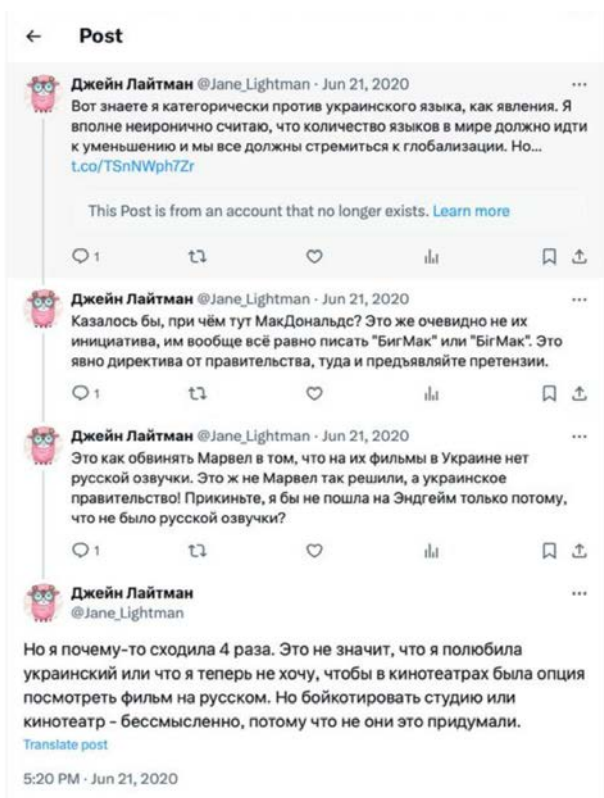 Post
Джейн Лайтман @Jane_Lightman · Jun 21, 2020
Вот знаете я категорически против украинского языка, как явления. Я
вполне неиронично считаю, что количество языков в мире должно идти
к уменьшению и мы все должны стремиться к глобализации. Но...
t.co/TSnNWph7Zr
This Post is from an account that no longer exists. Learn more
1
Джейн Лайтман @Jane_Lightman · Jun 21, 2020
Казалось бы, при чём тут МакДональдс? Это же очевидно не их
инициатива, им вообще всё равно писать "БигМак" или "БігМак". Это
явно директива от правительства, туда и предъявляйте претензии.
1
Джейн Лайтман @Jane_Lightman · Jun 21, 2020
Это как обвинять Марвел в том, что на их фильмы в Украине нет
русской озвучки. Это ж не Марвел так решили, а украинское
правительство! Прикиньте, я бы не пошла на Эндгейм только потому,
что не было русской озвучки?
1
Джейн Лайтман
@Jane_Lightman
Но я почему-то сходила 4 раза. Это не значит, что я полюбила
украинский или что я теперь не хочу, чтобы в кинотеатрах была опция
посмотреть фильм на русском. Но бойкотировать студию или
кинотеатр – бессмысленно, потому что не они это придумали.
Translate post
5:20 PM · Jun 21, 2020